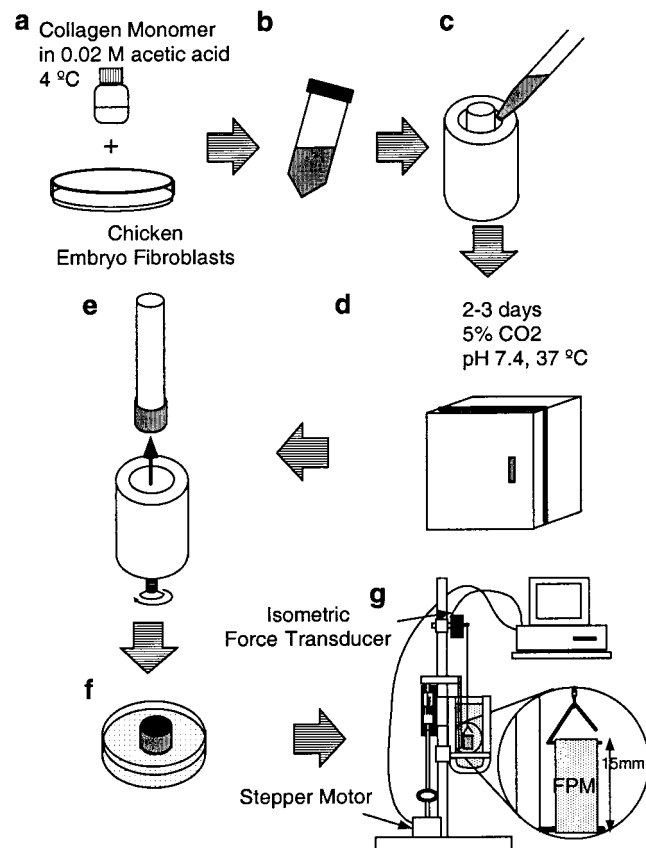 a
Collagen Monomer
in 0.02 M acetic acid
4 ºC
+
Chicken
Embryo Fibroblasts
b
c
d
2-3 days
5% CO2
pH 7.4, 37 ºC
e
f
g
Isometric
Force Transducer
Stepper Motor
FPM
15mm